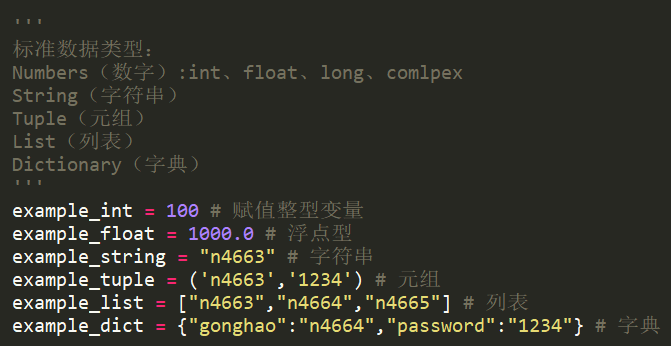 '''
标准数据类型:
Numbers（数字）:int、float、long、comlpex
String（字符串）
Tuple（元组）
List（列表）
Dictionary（字典）
'''
example_int = 100 # 赋值整型变量
example_float = 1000.0 # 浮点型
example_string = "n4663" # 字符串
example_tuple = ('n4663','1234') # 元组
example_list = ["n4663","n4664","n4665"] # 列表
example_dict = {"gonghao":"n4664","password":"1234"} # 字典